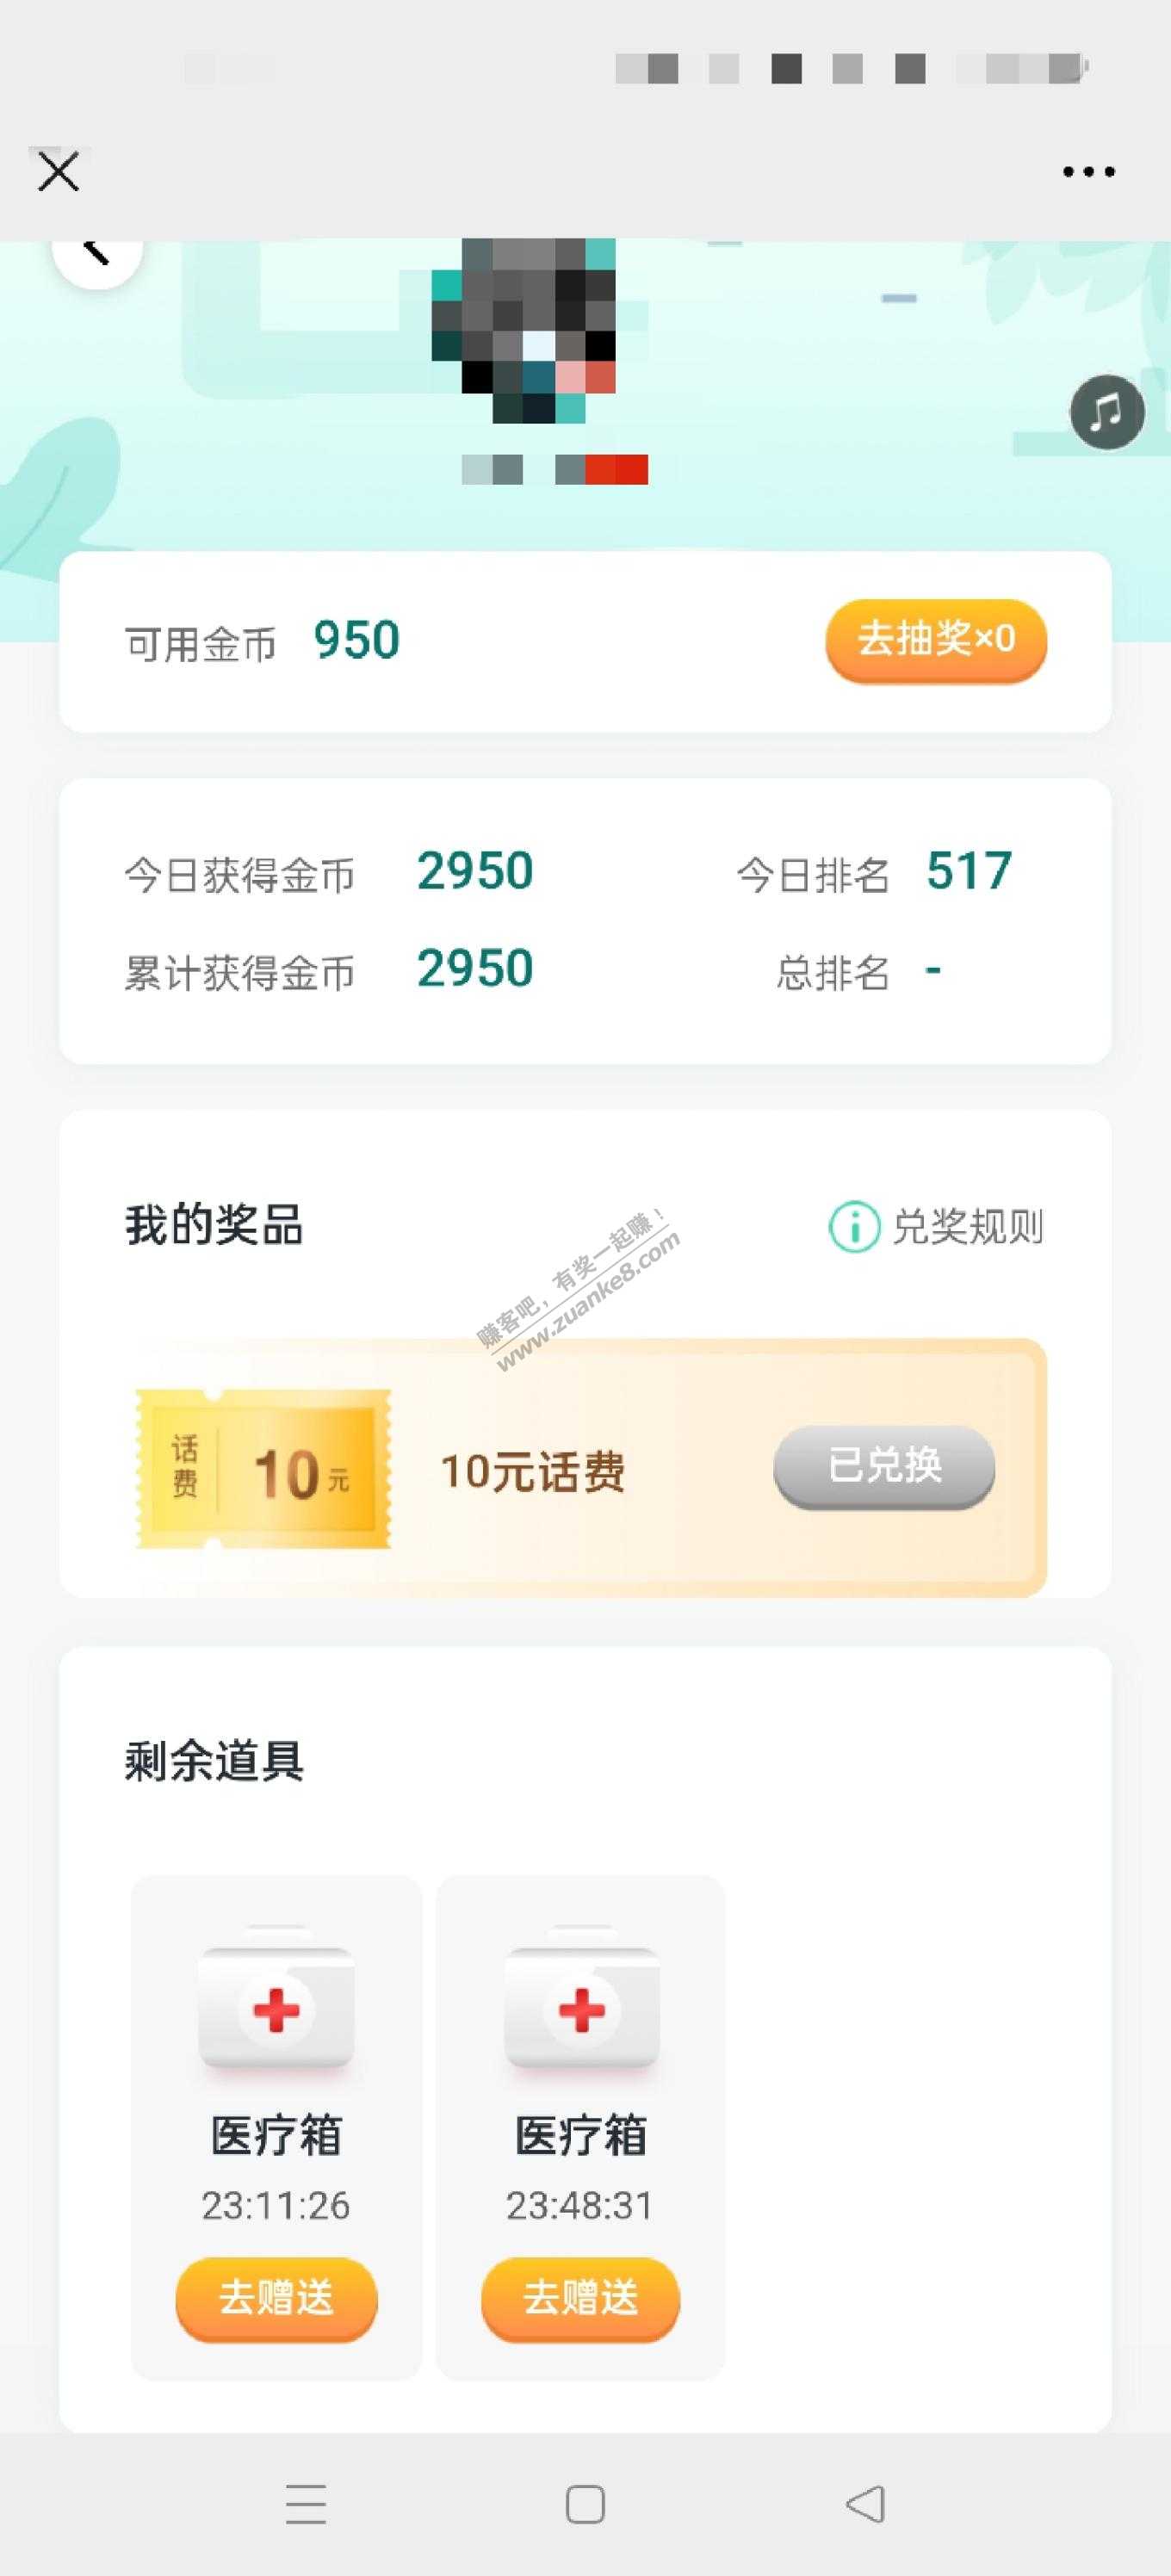 可用金币 950 去抽奖×0
今日获得金币 2950 今日排名 517
累计获得金币 2950 总排名 -
我的奖品 兑奖规则
赚客吧，有奖一起赚！
www.zuanke8.com
话费 10元 10元话费 已兑换
剩余道具
医疗箱 医疗箱
23:11:26 23:48:31
去赠送 去赠送